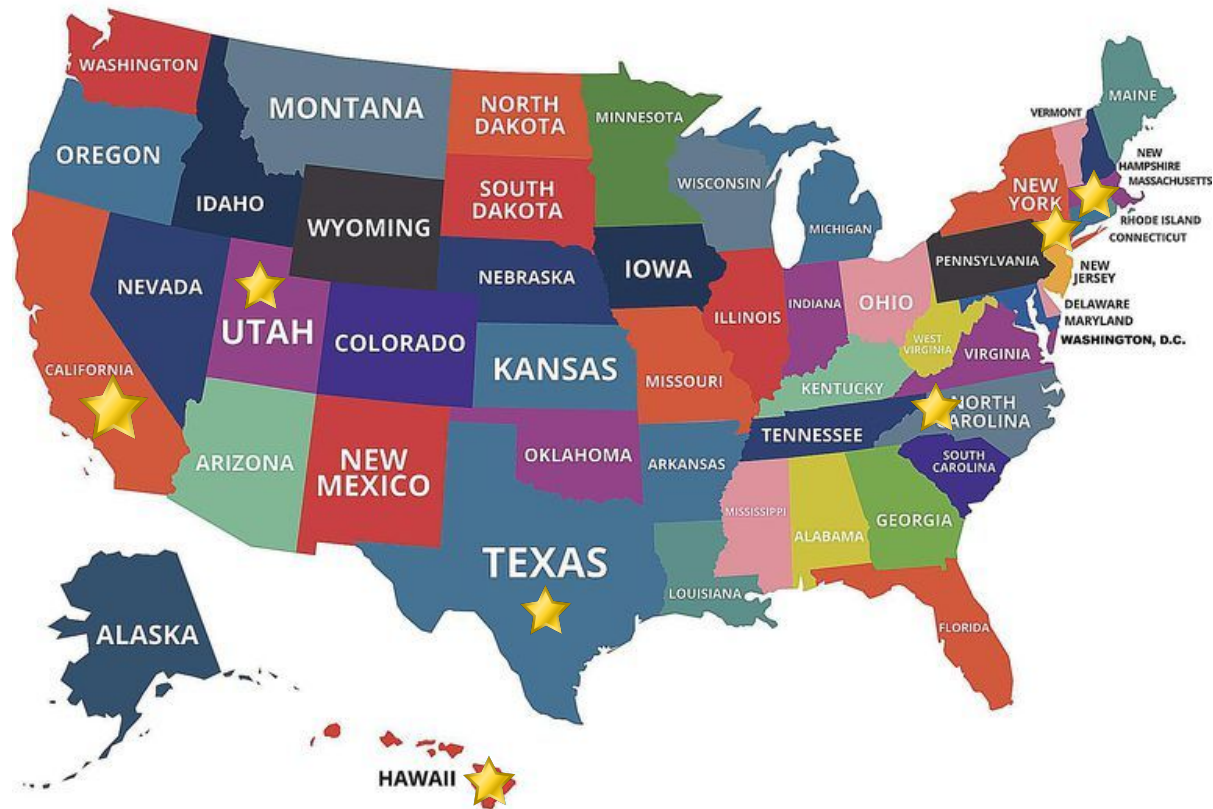 WASHINGTON
MONTANA
NORTH
DAKOTA
MINNESOTA
MAINE
VERMONT
OREGON
IDAHO
WYOMING
SOUTH
DAKOTA
WISCONSIN
MICHIGAN
NEW
YORK
NEW
HAMPSHIRE
MASSACHUSETTS
RHODE ISLAND
CONNECTICUT
NEVADA
UTAH
COLORADO
NEBRASKA
IOWA
ILLINOIS
INDIANA
OHIO
PENNSYLVANIA
NEW
JERSEY
DELAWARE
MARYLAND
WASHINGTON, D.C.
CALIFORNIA
KANSAS
MISSOURI
KENTUCKY
WEST
VIRGINIA
VIRGINIA
ARIZONA
NEW
MEXICO
OKLAHOMA
ARKANSAS
TENNESSEE
NORTH
CAROLINA
SOUTH
CAROLINA
TEXAS
LOUISIANA
MISSISSIPPI
ALABAMA
GEORGIA
FLORIDA
ALASKA
HAWAII